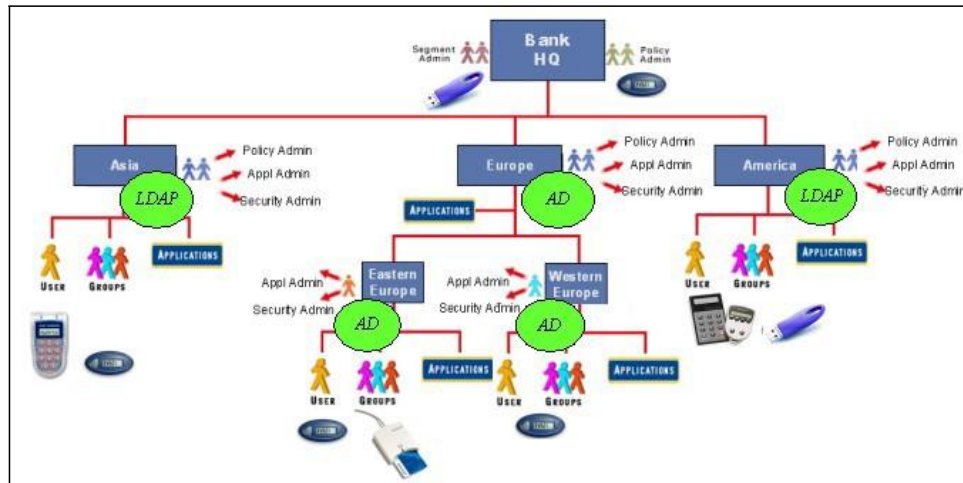 Bank
HQ
Segment
Admin
Policy
Admin
Asia
LDAP
Policy Admin
Appl Admin
Security Admin
Europe
AD
Policy Admin
Appl Admin
Security Admin
America
LDAP
Policy Admin
Appl Admin
Security Admin
USER
GROUPS
APPLICATIONS
APPLICATIONS
USER
GROUPS
APPLICATIONS
Appl Admin
Security Admin
Eastern
Europe
AD
Appl Admin
Security Admin
Western
Europe
AD
USER
GROUPS
APPLICATIONS
USER
GROUPS
APPLICATIONS